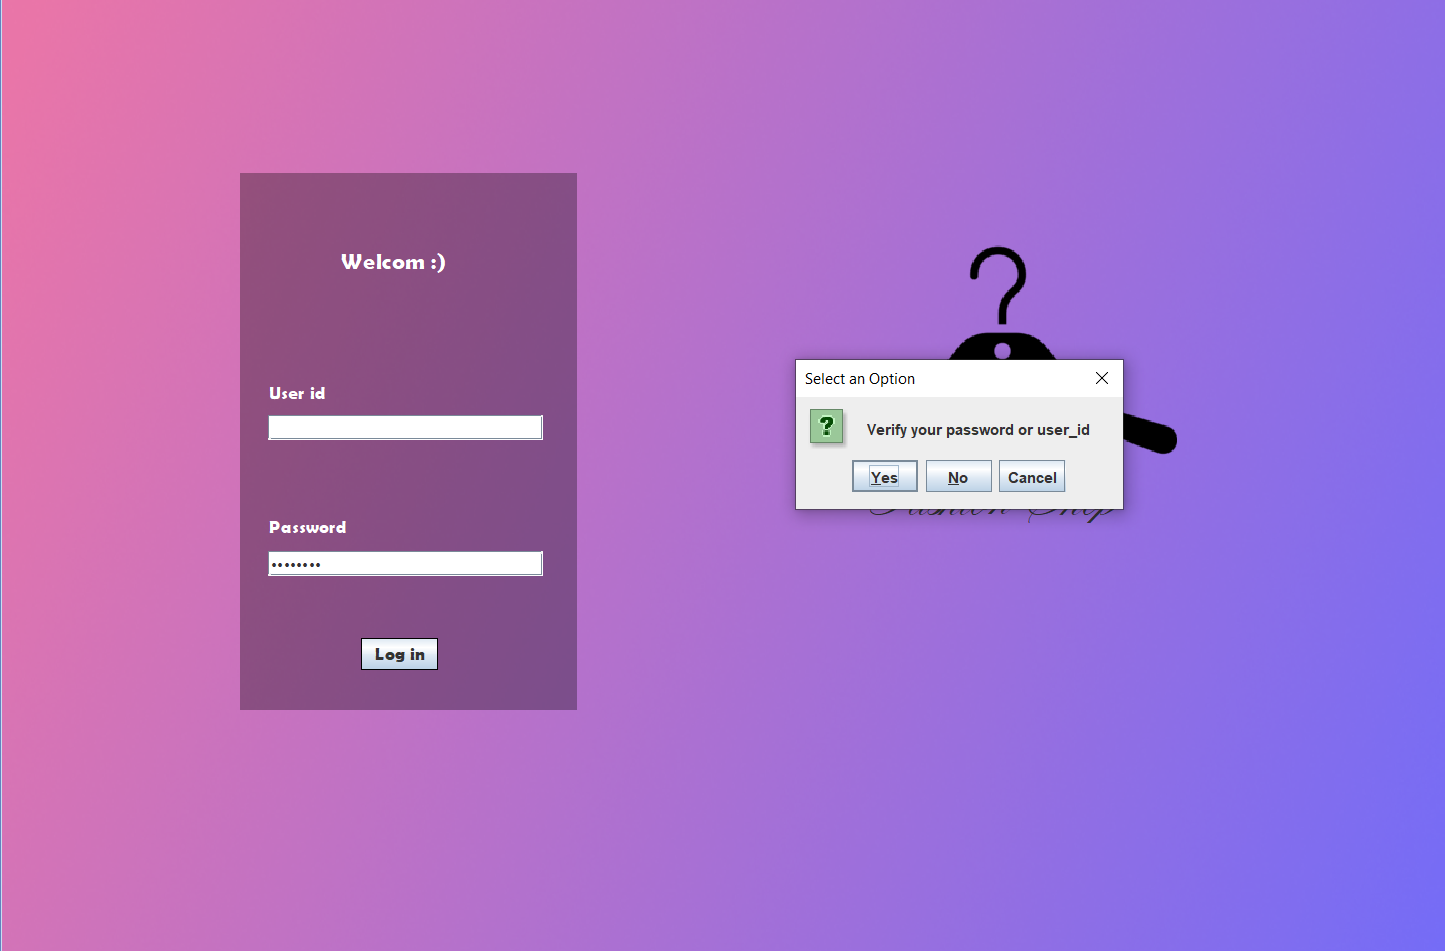 Welcom :)
User id
Password
Log in
Select an Option
Verify your password or user_id
Yes
No
Cancel